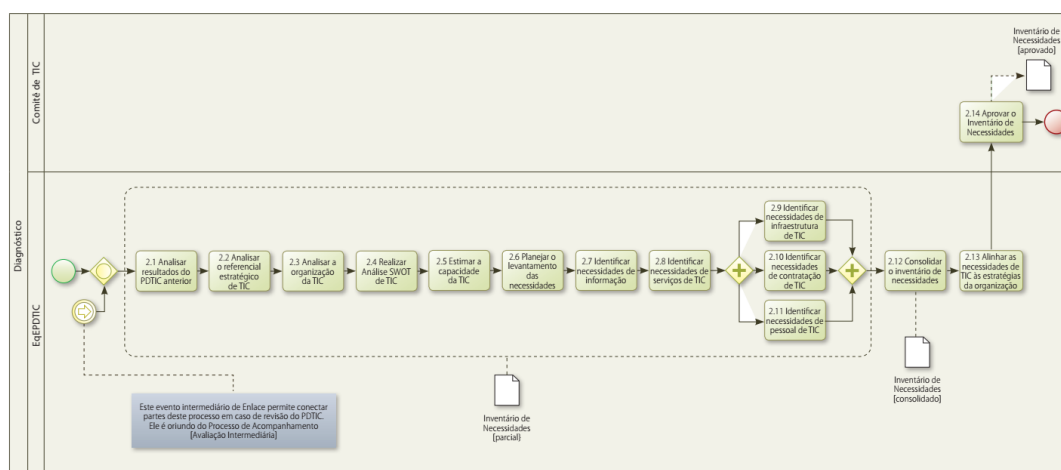 Diagnóstico
Comitê de TIC
EqEPDTIC
Inventário de
Necessidades
[aprovado]
2.14 Aprovar o
Inventário de
Necessidades
2.1 Analisar
resultados do
PDTIC anterior
2.2 Analisar
o referencial
estratégico
de TIC
2.3 Analisar a
organização
da TIC
2.4 Realizar
Análise SWOT
de TIC
2.5 Estimar a
capacidade
da TIC
2.6 Planejar o
levantamento
das
necessidades
2.7 Identificar
necessidades de
informação
2.8 Identificar
necessidades de
serviços de TIC
2.9 Identificar
necessidades de
infraestrutura
de TIC
2.10 Identificar
necessidades
de contratação
de TIC
2.11 Identificar
necessidades de
pessoal de TIC
2.12 Consolidar
o inventário de
necessidades
2.13 Alinhar as
necessidades de
TIC às estratégias
da organização
Inventário de
Necessidades
[consolidado]
Inventário de
Necessidades
[parcial)
Este evento intermediário de Enlace permite conectar
partes deste processo em caso de revisão do PDTIC.
Ele é oriundo do Processo de Acompanhamento
[Avaliação Intermediária]